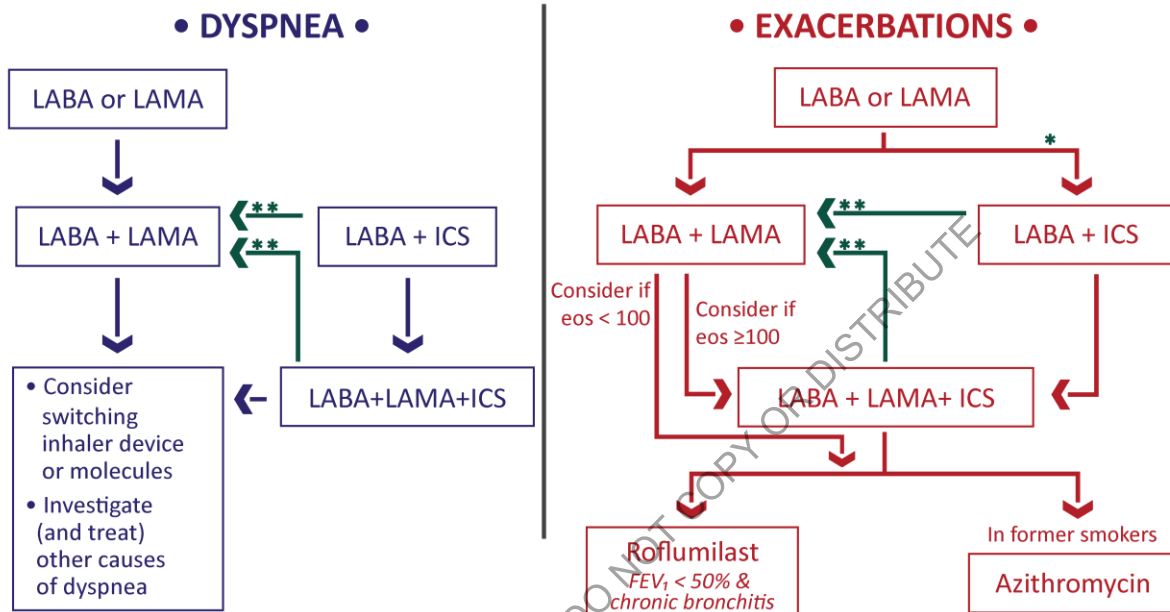 • DYSPNEA •
LABA or LAMA
LABA + LAMA
**
**
LABA + ICS
• Consider
switching
inhaler device
or molecules
• Investigate
(and treat)
other causes
of dyspnea
LABA+LAMA+ICS
• EXACERBATIONS •
LABA or LAMA
*
LABA + LAMA
**
**
LABA + ICS
Consider if
eos < 100
Consider if
eos ≥100
LABA + LAMA+ ICS
Roflumilast
FEV₁ < 50% &
chronic bronchitis
In former smokers
Azithromycin
DO NOT COPY OR DISTRIBUTE